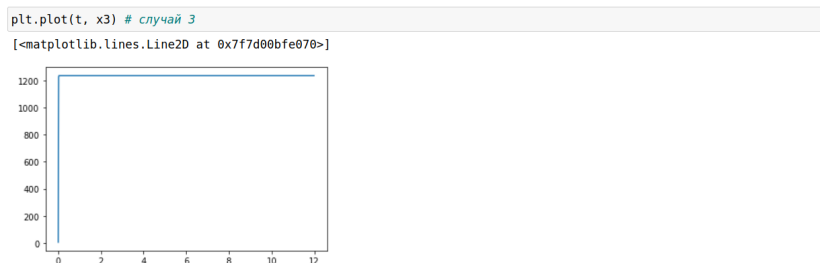 plt.plot(t, x3) # случай 3
[<matplotlib.lines.Line2D at 0x7f7d00bfe070>]
1200
1000
800
600
400
200
0
0 2 4 6 8 10 12